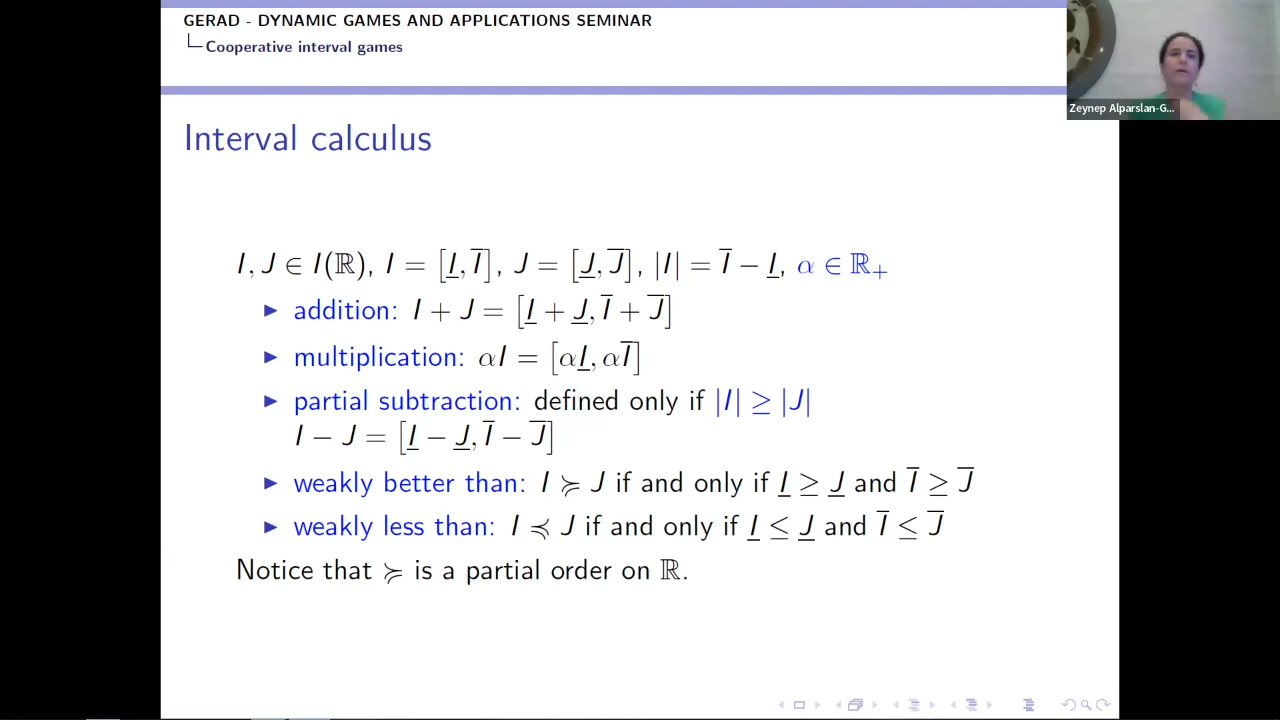 GERAD - DYNAMIC GAMES AND APPLICATIONS SEMINAR
Cooperative interval games
Zeynep Alparslan-G...
Interval calculus
I, J ∈ I(ℝ), I = [I̲, I̅], J = [J̲, J̅], |I| = I̅ − I̲, α ∈ ℝ₊
▶ addition: I + J = [I̲ + J̲, I̅ + J̅]
▶ multiplication: αI = [αI̲, αI̅]
▶ partial subtraction: defined only if |I| ≥ |J|
I − J = [I̲ − J̲, I̅ − J̅]
▶ weakly better than: I ≽ J if and only if I̲ ≥ J̲ and I̅ ≥ J̅
▶ weakly less than: I ≼ J if and only if I̲ ≤ J̲ and I̅ ≤ J̅
Notice that ≽ is a partial order on ℝ.